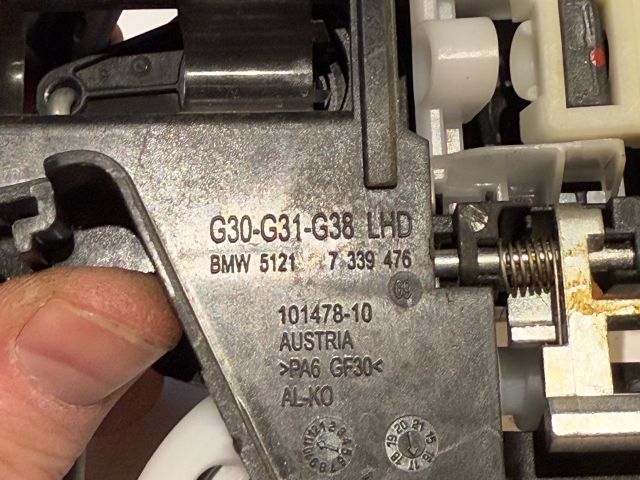 G30-G31-G38 LHD
BMW 5121 7 339 476
101478-10
AUSTRIA
>PA6 GF30<
AL-KO